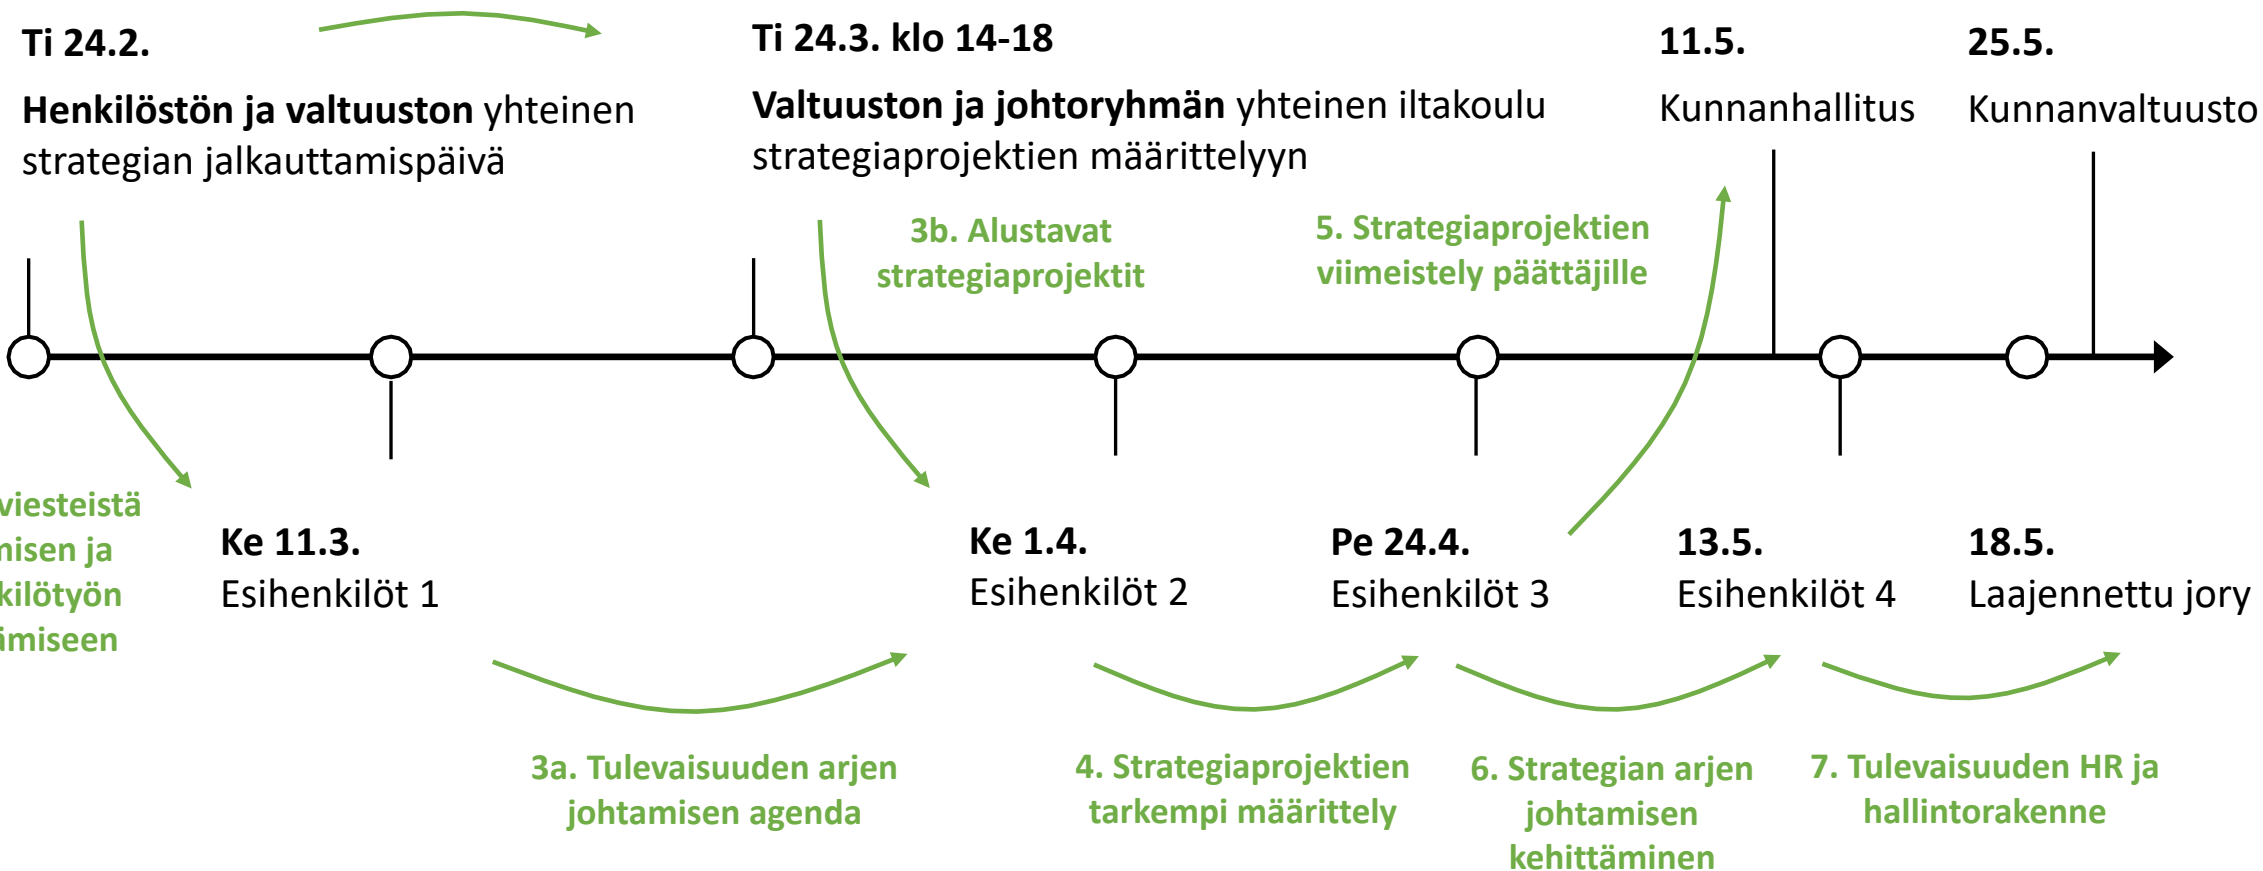 Ti 24.2.
Henkilöstön ja valtuuston yhteinen
strategian jalkauttamispäivä
Ti 24.3. klo 14-18
Valtuuston ja johtoryhmän yhteinen iltakoulu
strategiaprojektien määrittelyyn
11.5.
Kunnanhallitus
25.5.
Kunnanvaltuusto
3b. Alustavat
strategiaprojektit
5. Strategiaprojektien
viimeistely päättäjille
viesteistä
ja
Ke 11.3.
Esihenkilöt 1
Ke 1.4.
Esihenkilöt 2
Pe 24.4.
Esihenkilöt 3
13.5.
Esihenkilöt 4
18.5.
Laajennettu jory
3a. Tulevaisuuden arjen
johtamisen agenda
4. Strategiaprojektien
tarkempi määrittely
6. Strategian arjen
johtamisen
kehittäminen
7. Tulevaisuuden HR ja
hallintorakenne